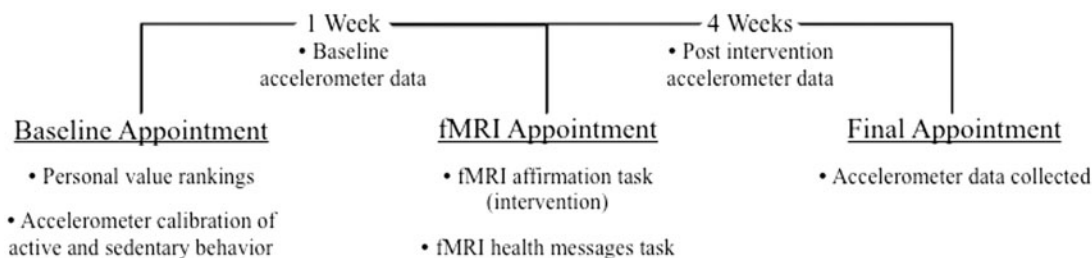 1 Week
• Baseline
accelerometer data
4 Weeks
• Post intervention
accelerometer data
Baseline Appointment
• Personal value rankings
• Accelerometer calibration of
active and sedentary behavior
fMRI Appointment
• fMRI affirmation task
(intervention)
• fMRI health messages task
Final Appointment
• Accelerometer data collected